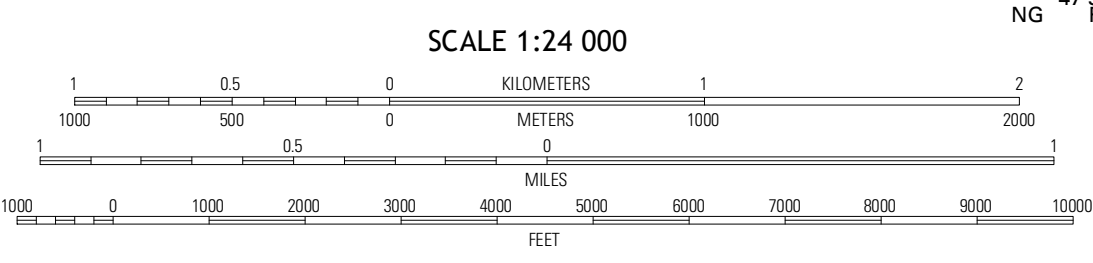 NG
SCALE 1:24 000
1 0.5 0 KILOMETERS 1 2
1000 500 0 METERS 1000 2000
1 0.5 0 1
MILES
1000 0 1000 2000 3000 4000 5000 6000 7000 8000 9000 10000
FEET